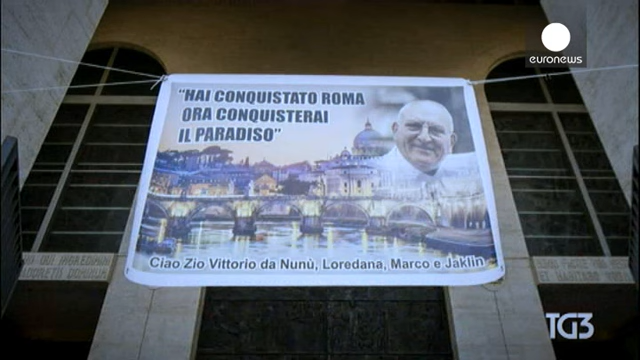 euronews
"HAI CONQUISTATO ROMA
ORA CONQUISTERAI
IL PARADISO"
Ciao Zio Vittorio da Nunù, Loredana, Marco e Jaklin
TG3